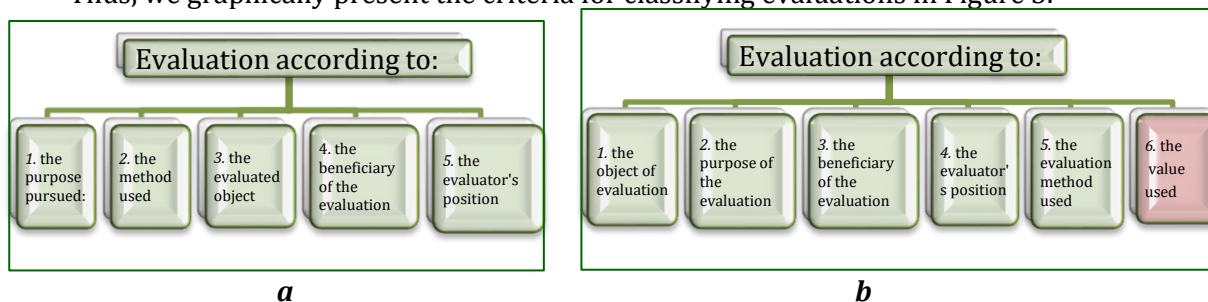 Thus, we graphically present the criteria for classifying evaluations in Figure 3.
Evaluation according to:
1. the
purpose
pursued:
2. the
method
used
3. the
evaluated
object
4. the
beneficiary
of the
evaluation
5. the
evaluator's
position
a
Evaluation according to:
1. the
object of
evaluation
2. the
purpose of
the
evaluation
3. the
beneficiary
of the
evaluation
4. the
evaluator'
's position
5. the
evaluation
method
used
6. the
value
used
b